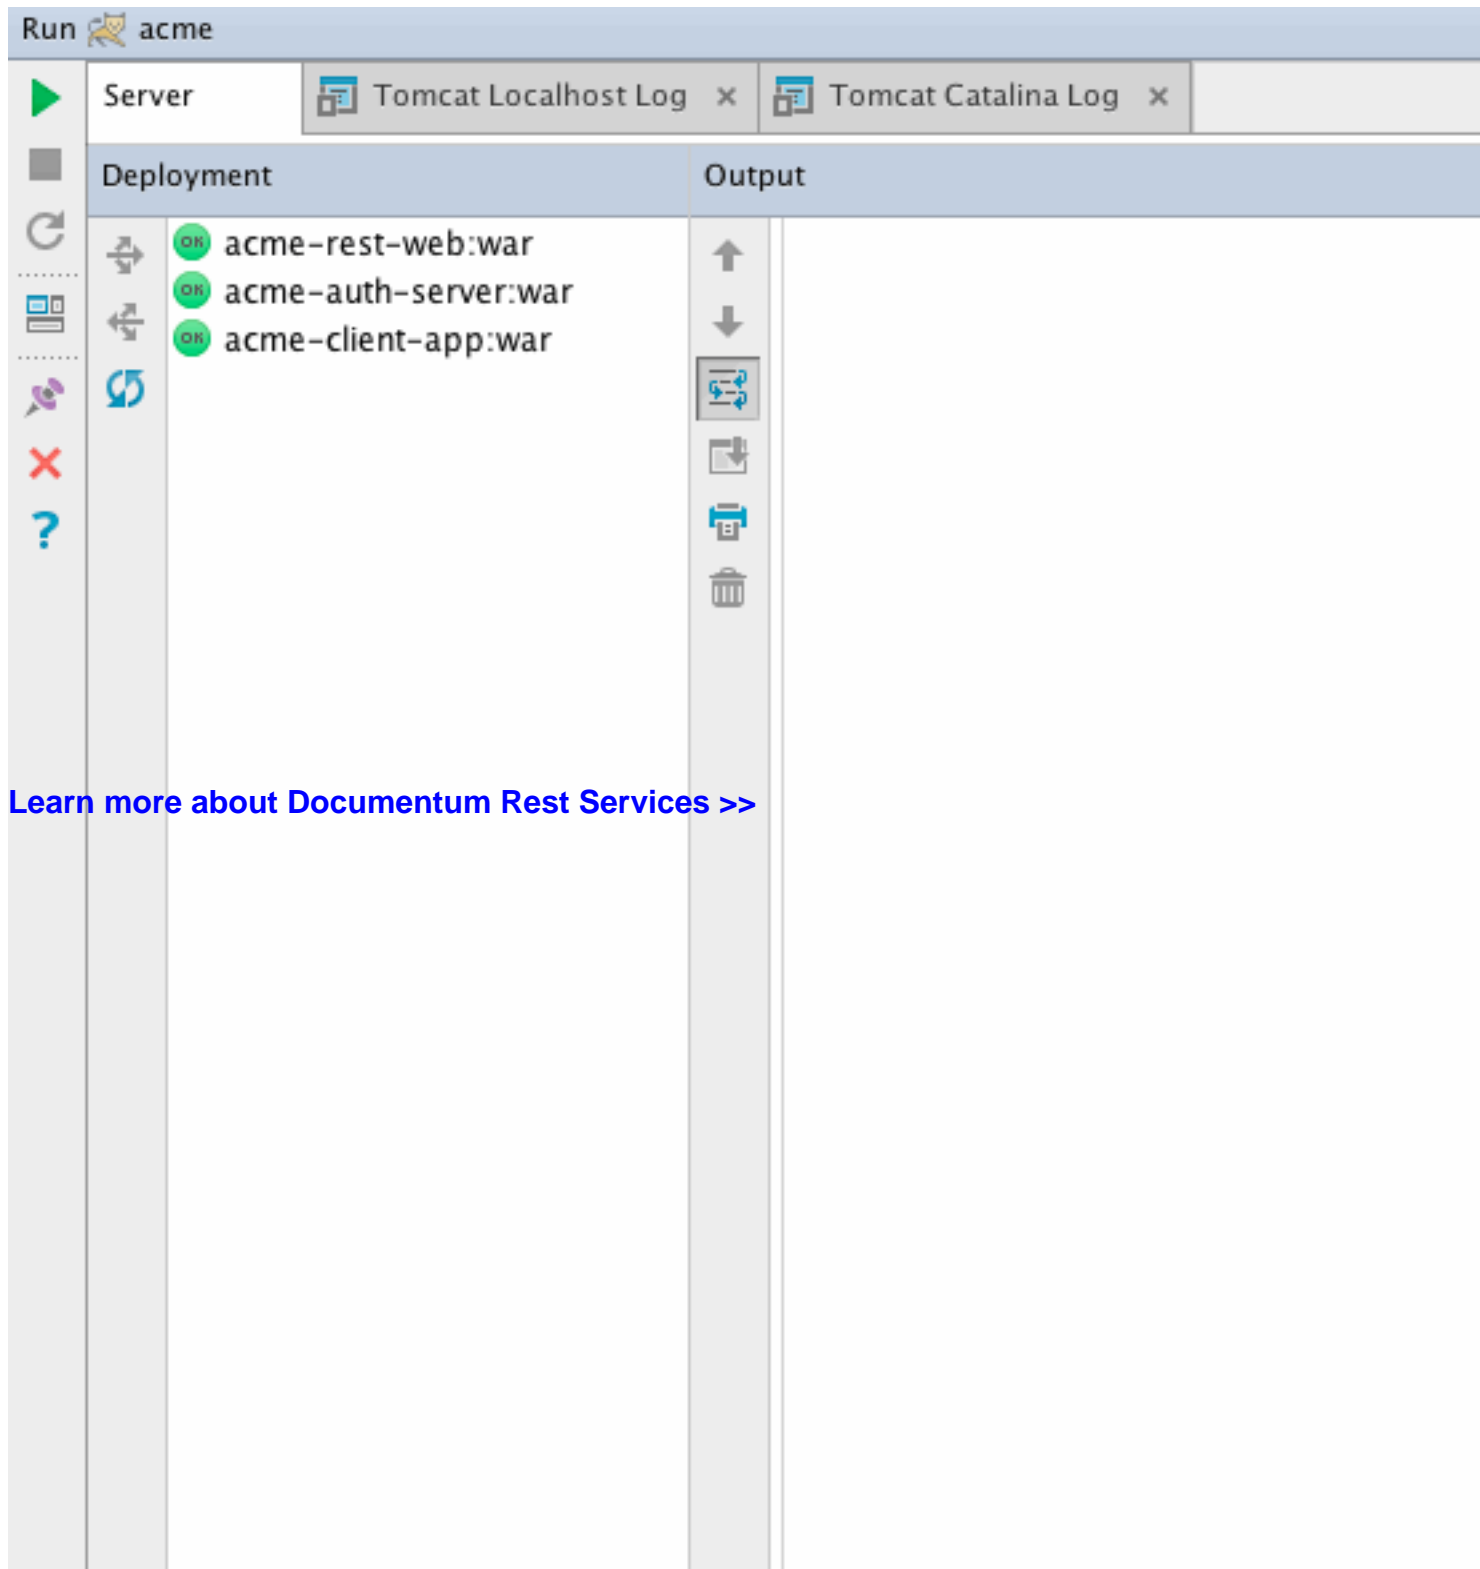 Run acme
Server Tomcat Localhost Log Tomcat Catalina Log
Deployment Output
OK acme-rest-web:war
OK acme-auth-server:war
OK acme-client-app:war
?
Learn more about Documentum Rest Services >>